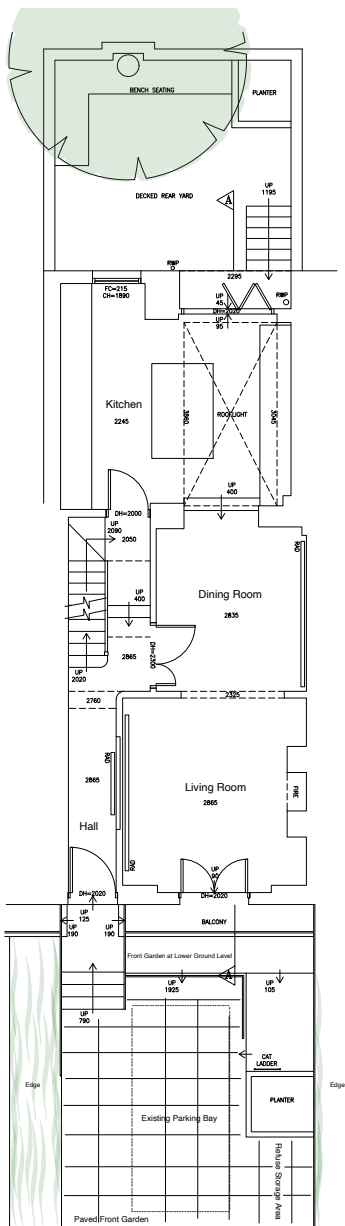 BENCH SEATING
PLANTER
DECKED REAR YARD
A
UP
1195
RWP
2295
FC=215
CH=1890
UP
45
RWP
DH=2020
UP
95
Kitchen
2245
3860
ROOFLIGHT
3045
UP
400
DH=2000
UP
2090
2050
RAD
Dining Room
2835
UP
400
2865
DH=2300
UP
2020
2760
2325
RAD
2865
Living Room
2865
FIRE
Hall
RAD
UP
90
DH=2020
DH=2020
UP
125
UP
190
UP
190
BALCONY
Front Garden at Lower Ground Level
A
UP
1925
UP
105
UP
790
CAT
LADDER
Edge
Edge
PLANTER
Existing Parking Bay
Refuse Storage Area
Paved Front Garden